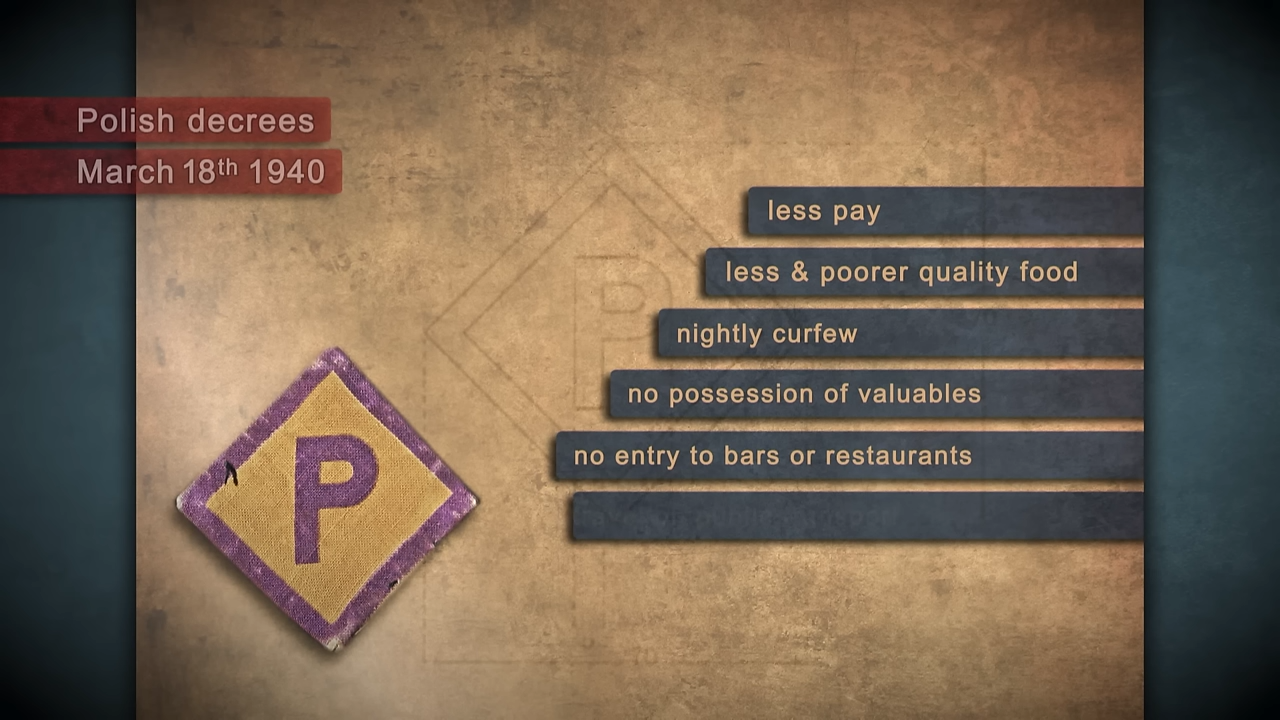 Polish decrees
March 18th 1940
less pay
less & poorer quality food
nightly curfew
no possession of valuables
no entry to bars or restaurants
P